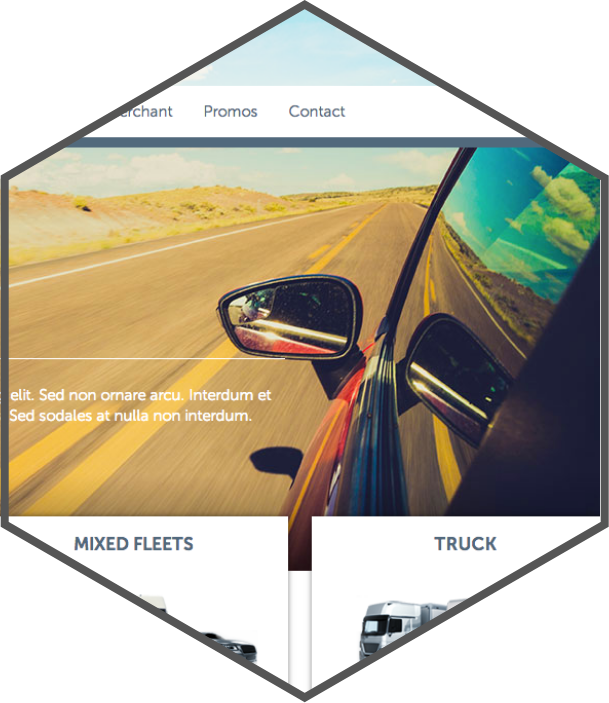 erchant Promos Contact
elit. Sed non ornare arcu. Interdum et
Sed sodales at nulla non interdum.
MIXED FLEETS TRUCK